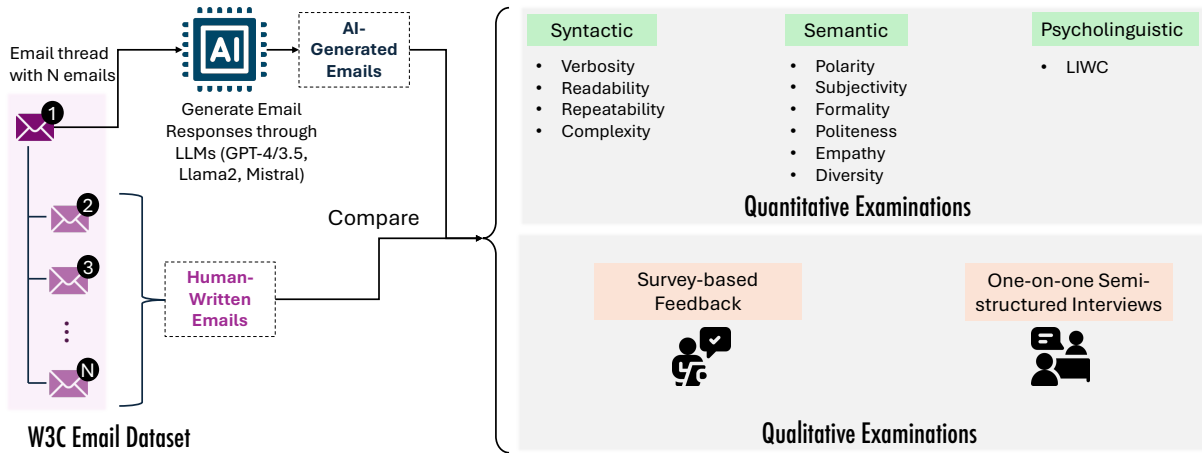 Email thread
with N emails
1
2
3
N
W3C Email Dataset
AI
Generate Email
Responses through
LLMs (GPT-4/3.5,
Llama2, Mistral)
AI-
Generated
Emails
Human-
Written
Emails
Compare
Syntactic
• Verbosity
• Readability
• Repeatability
• Complexity
Semantic
• Polarity
• Subjectivity
• Formality
• Politeness
• Empathy
• Diversity
Psycholinguistic
• LIWC
Quantitative Examinations
Survey-based
Feedback
One-on-one Semi-
structured Interviews
Qualitative Examinations